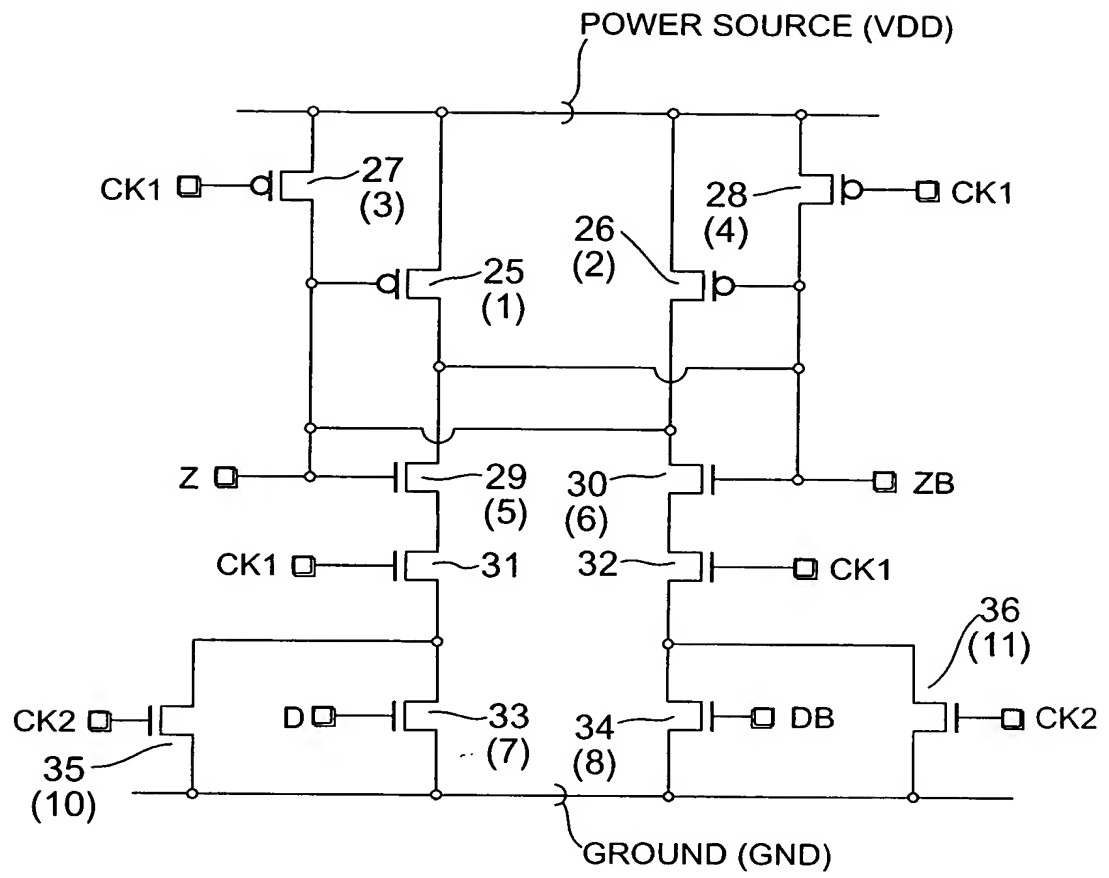 POWER SOURCE (VDD)
CK1
27
(3)
28
(4)
CK1
26
(2)
25
(1)
Z
29
(5)
30
(6)
ZB
CK1
31
32
CK1
36
(11)
CK2
D
33
(7)
34
(8)
DB
CK2
35
(10)
GROUND (GND)